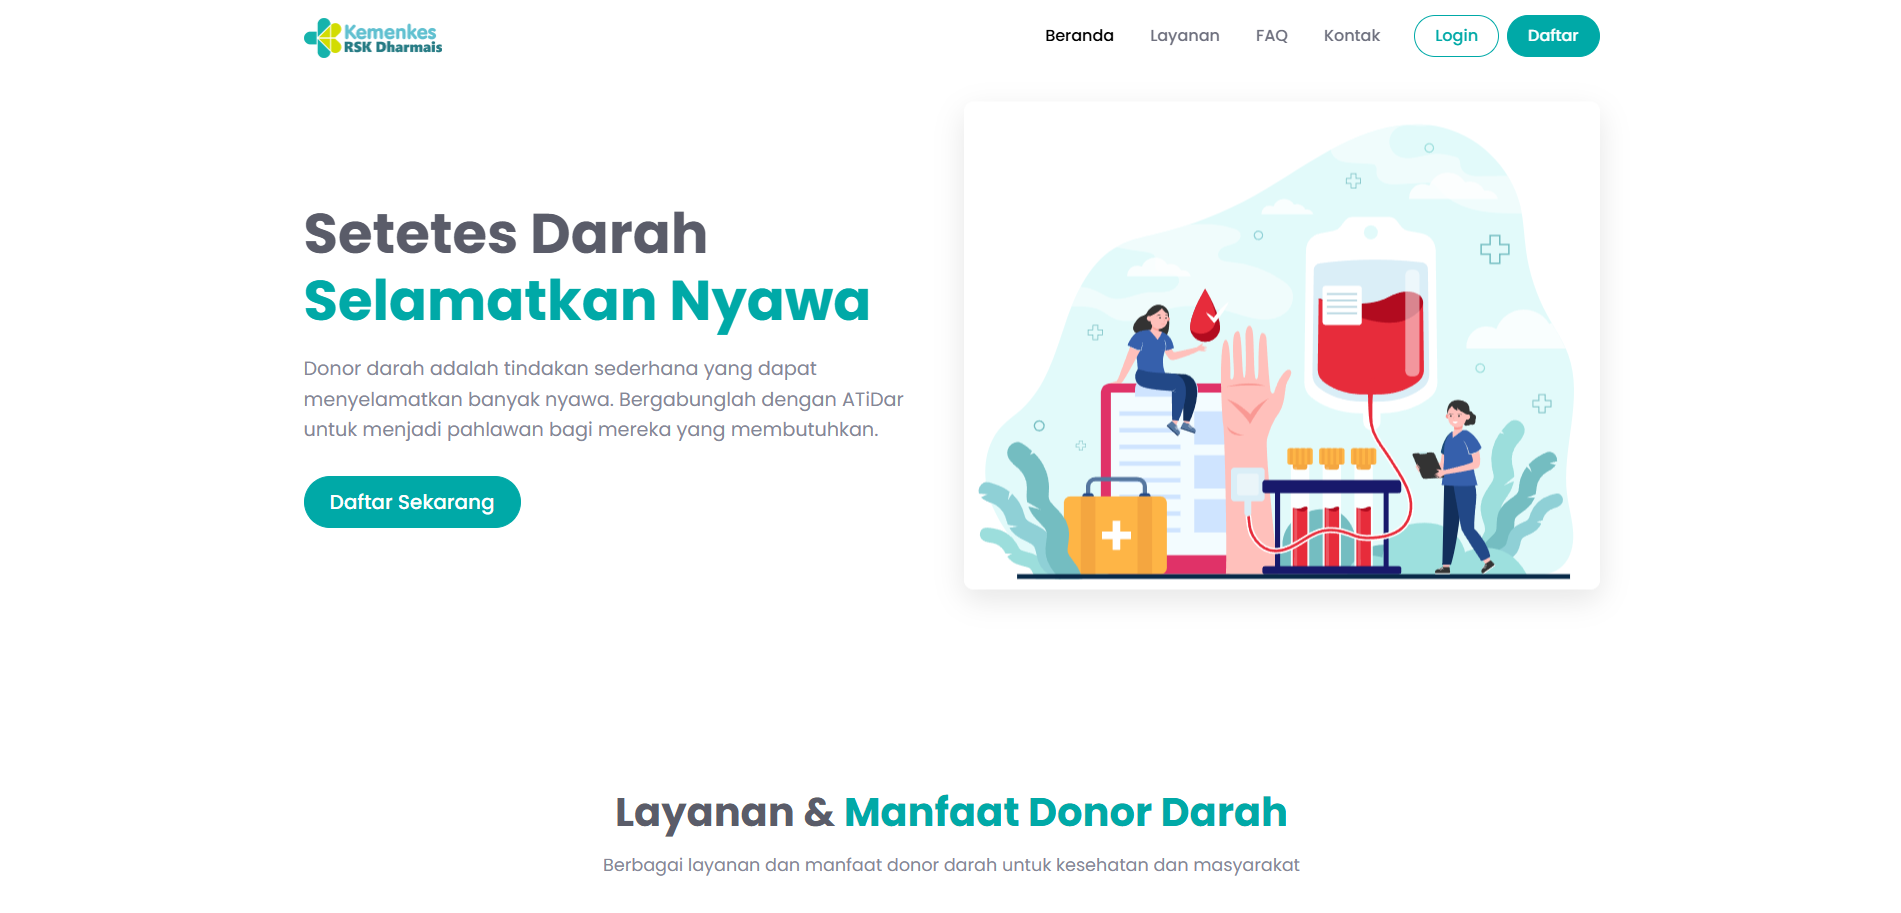 Kemenkes
RSK Dharmais
Beranda
Layanan
FAQ
Kontak
Login
Daftar
Setetes Darah
Selamatkan Nyawa
Donor darah adalah tindakan sederhana yang dapat
menyelamatkan banyak nyawa. Bergabunglah dengan ATiDar
untuk menjadi pahlawan bagi mereka yang membutuhkan.
Daftar Sekarang
Layanan & Manfaat Donor Darah
Berbagai layanan dan manfaat donor darah untuk kesehatan dan masyarakat